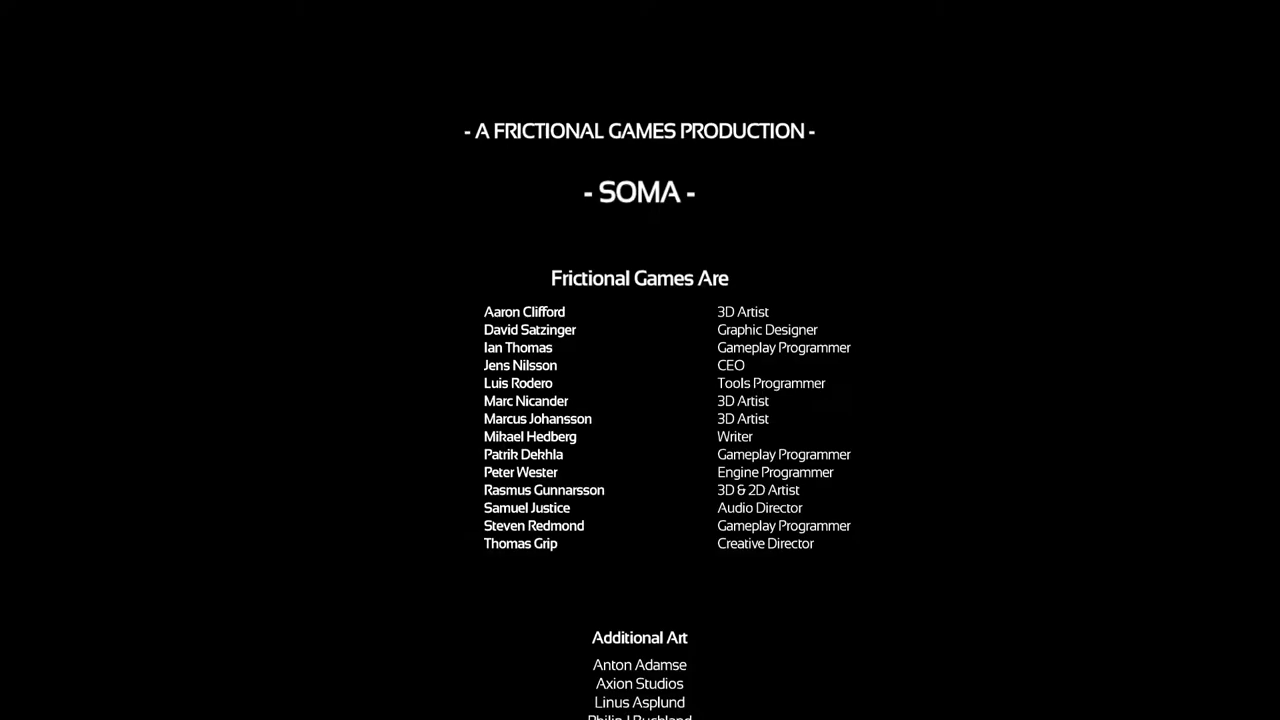 - A FRICTIONAL GAMES PRODUCTION -
- SOMA -
Frictional Games Are
Aaron Clifford 3D Artist
David Satzinger Graphic Designer
Ian Thomas Gameplay Programmer
Jens Nilsson CEO
Luis Rodero Tools Programmer
Marc Nicander 3D Artist
Marcus Johansson 3D Artist
Mikael Hedberg Writer
Patrik Dekhla Gameplay Programmer
Peter Wester Engine Programmer
Rasmus Gunnarsson 3D & 2D Artist
Samuel Justice Audio Director
Steven Redmond Gameplay Programmer
Thomas Grip Creative Director
Additional Art
Anton Adamse
Axion Studios
Linus Asplund
Philip J